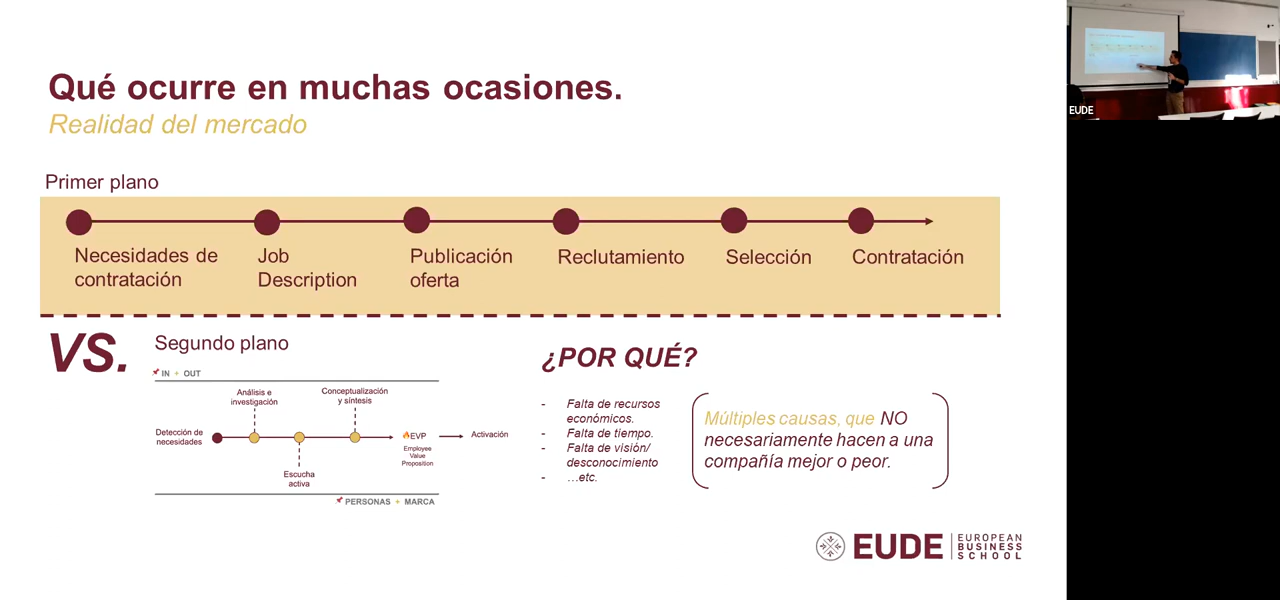 Qué ocurre en muchas ocasiones.
Realidad del mercado
Primer plano
Necesidades de
contratación
Job
Description
Publicación
oferta
Reclutamiento
Selección
Contratación
VS.
Segundo plano
IN + OUT
Análisis e
investigación
Conceptualización
y síntesis
Detección de
necesidades
EVP
Employee
Value
Proposition
Activación
Escucha
activa
PERSONAS + MARCA
¿POR QUÉ?
- Falta de recursos
económicos.
- Falta de tiempo.
- Falta de visión/
desconocimiento
- …etc.
Múltiples causas, que NO
necesariamente hacen a una
compañía mejor o peor.
EUDE
EUROPEAN
BUSINESS
SCHOOL
EUDE